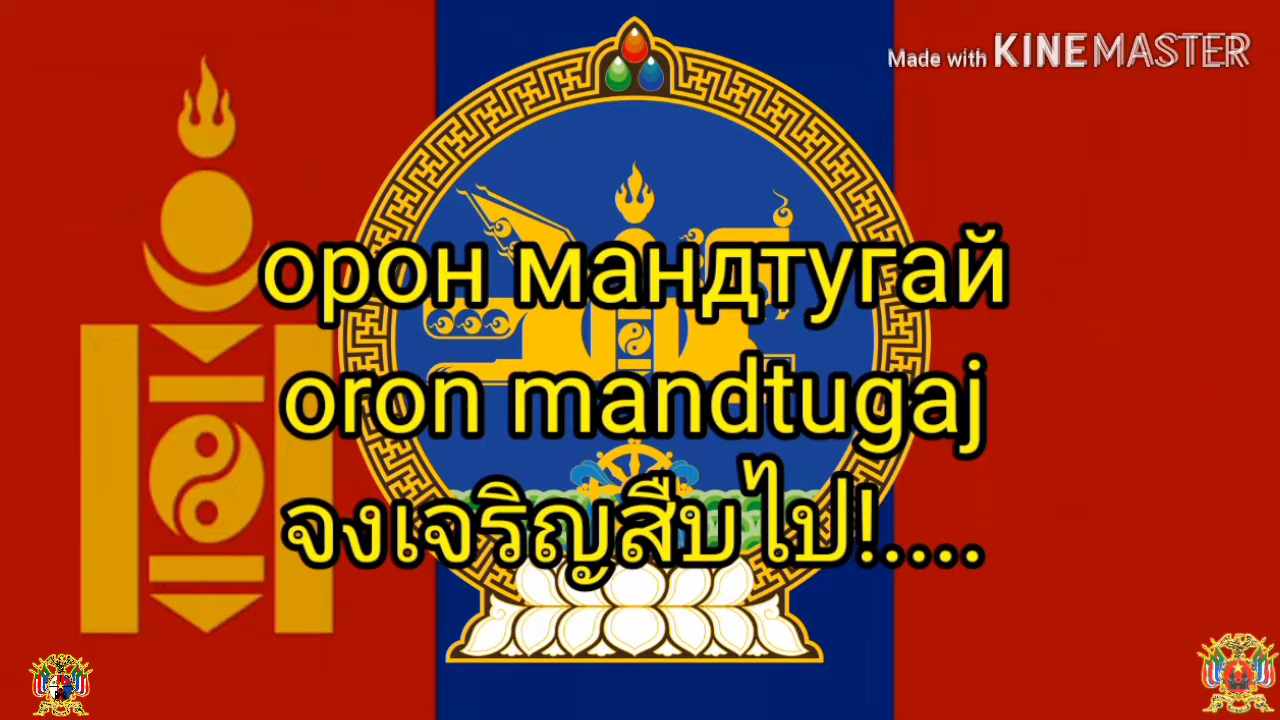 Made with KINEMASTER
орон мандтугай
oron mandtugaj
จงเจริญสืบไป!....